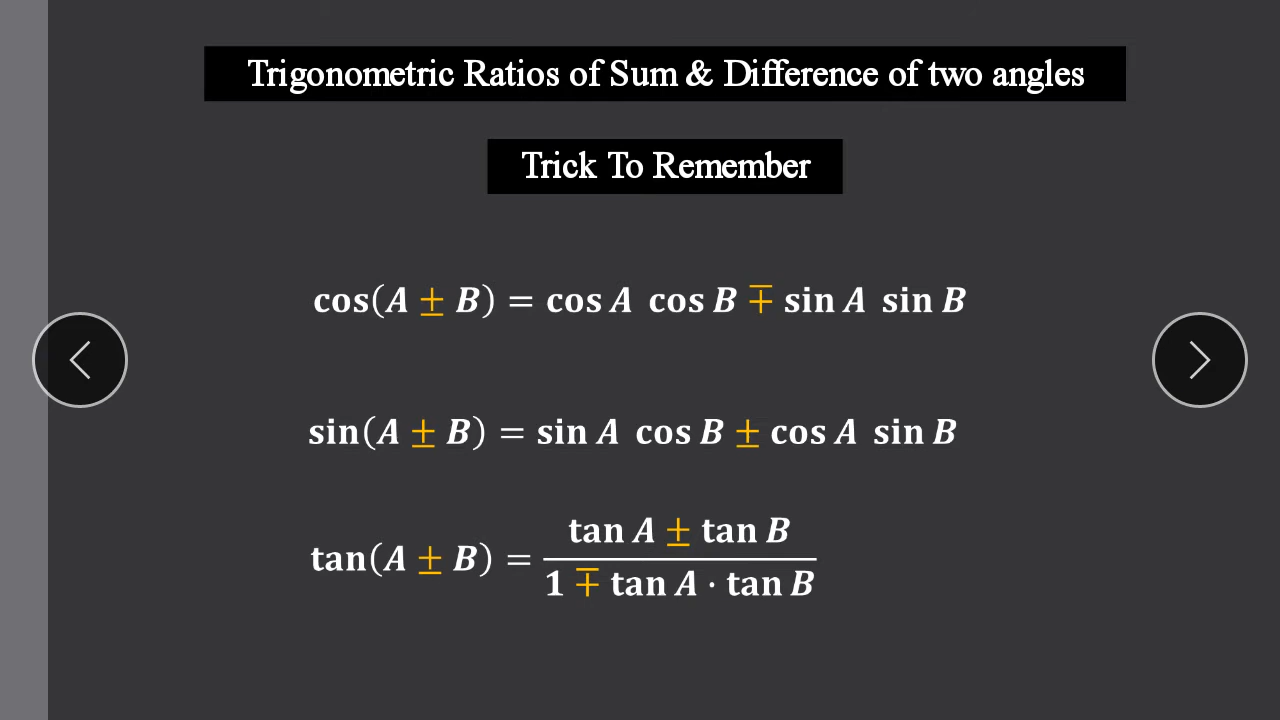 Trigonometric Ratios of Sum & Difference of two angles
Trick To Remember
cos(A ± B) = cos A cos B ∓ sin A sin B
sin(A ± B) = sin A cos B ± cos A sin B
tan(A ± B) = (tan A ± tan B) / (1 ∓ tan A · tan B)